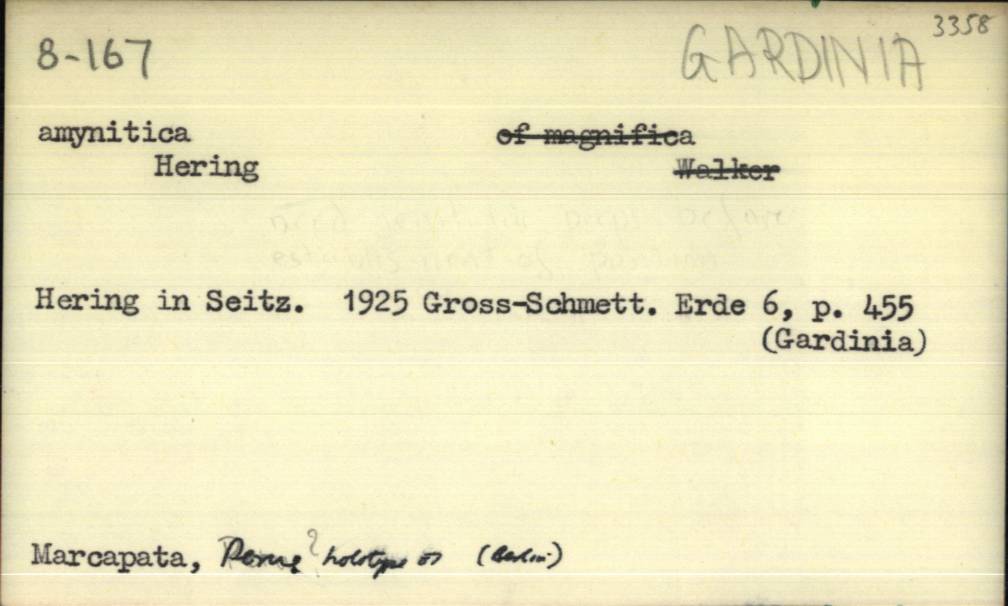 3358
8-167 GARDINIA
amynitica of magnifica
Hering Walker
Hering in Seitz. 1925 Gross-Schmett. Erde 6, p. 455
(Gardinia)
Marcapata, Peru ? holotype ♂ (Berlin)